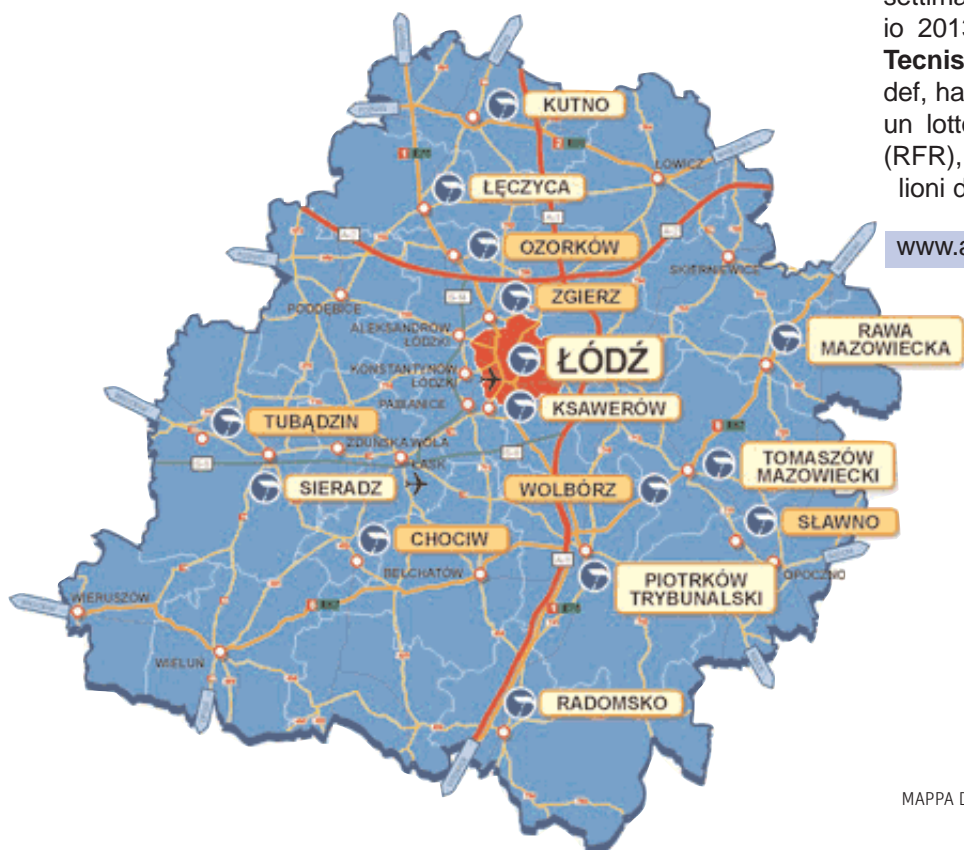 settima
io 2013
Tecnis
def, ha
un lotto
(RFR),
lioni d
www.a
KUTNO
ŁOWICZ
ŁĘCZYCA
OZORKÓW
SKIERNIEWICE
ZGIERZ
PODDĘBICE
ALEKSANDRÓW
ŁÓDZKI
RAWA
MAZOWIECKA
ŁÓDŹ
KONSTANTYNÓW
ŁÓDZKI
PABIANICE
KSAWERÓW
TUBĄDZIN
ZDUŃSKA WOLA
ŁASK
TOMASZÓW
MAZOWIECKI
SIERADZ
WOLBÓRZ
SŁAWNO
CHOCIW
BEŁCHATÓW
OPOCZNO
PIOTRKÓW
TRYBUNALSKI
WIERUSZÓW
WIELUŃ
RADOMSKO
MAPPA D